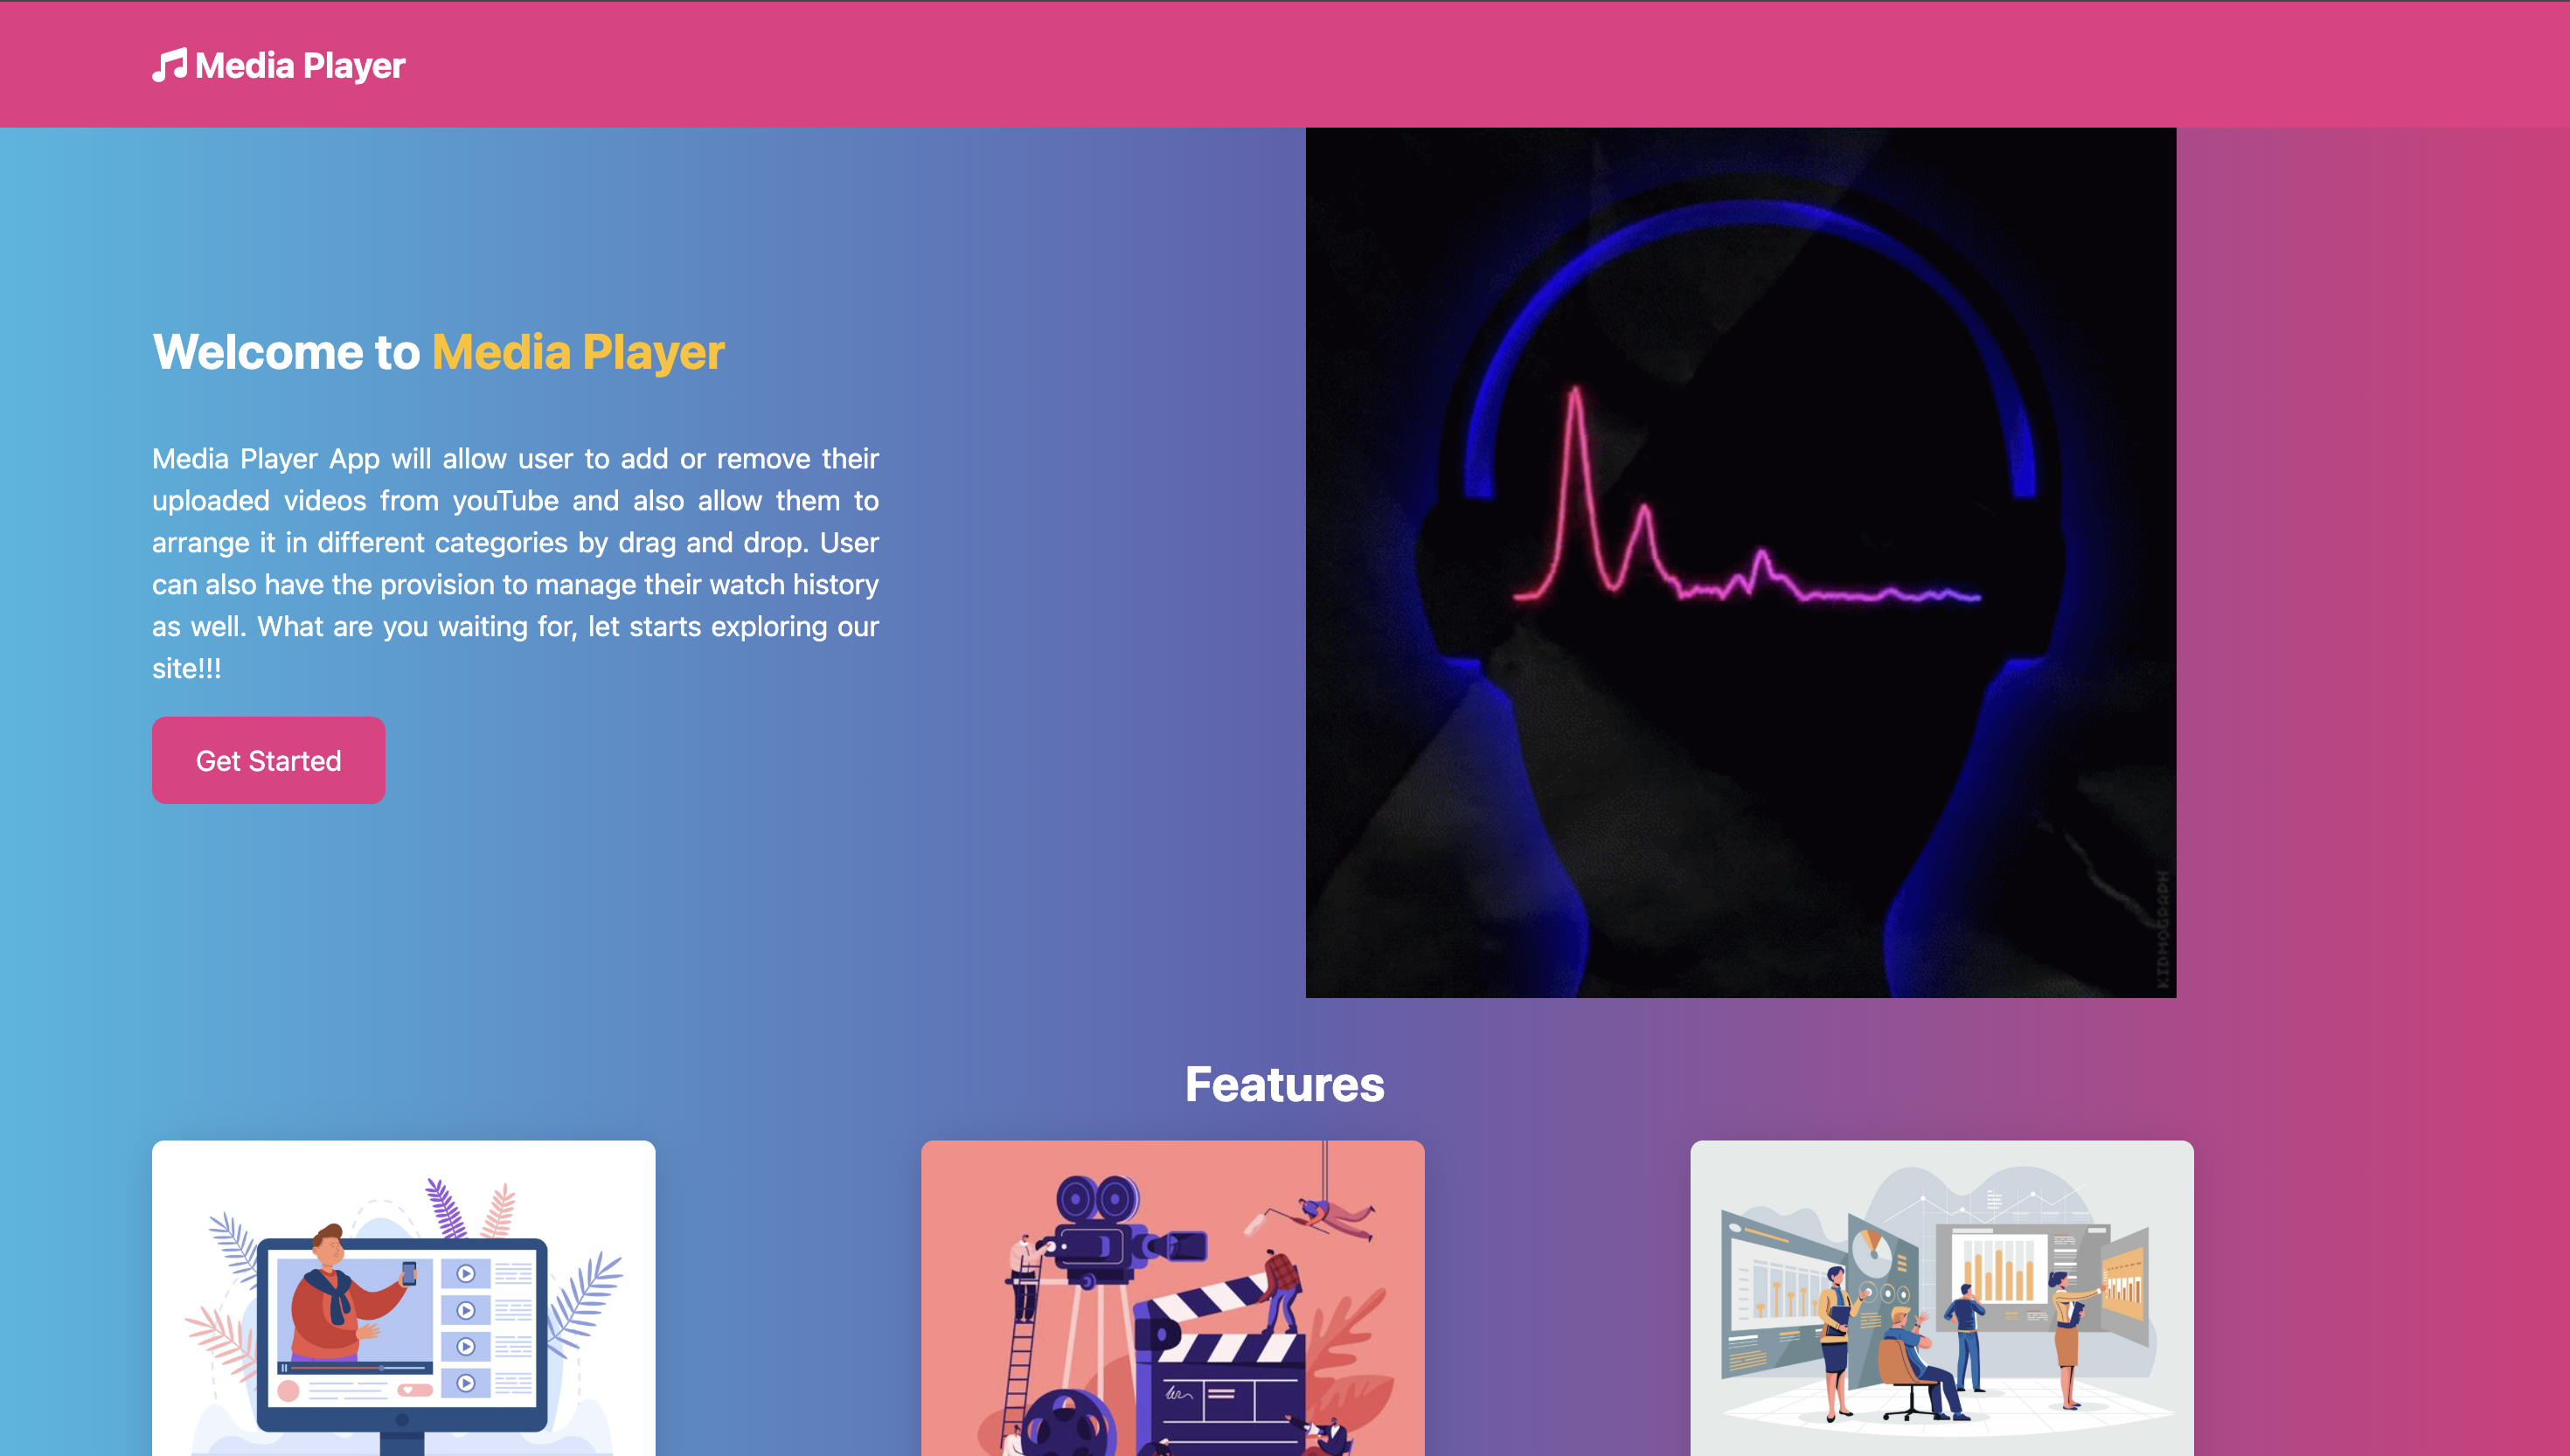 Media Player
Welcome to Media Player
Media Player App will allow user to add or remove their
uploaded videos from youTube and also allow them to
arrange it in different categories by drag and drop. User
can also have the provision to manage their watch history
as well. What are you waiting for, let starts exploring our
site!!!
Get Started
KIDMOGRAPH
Features